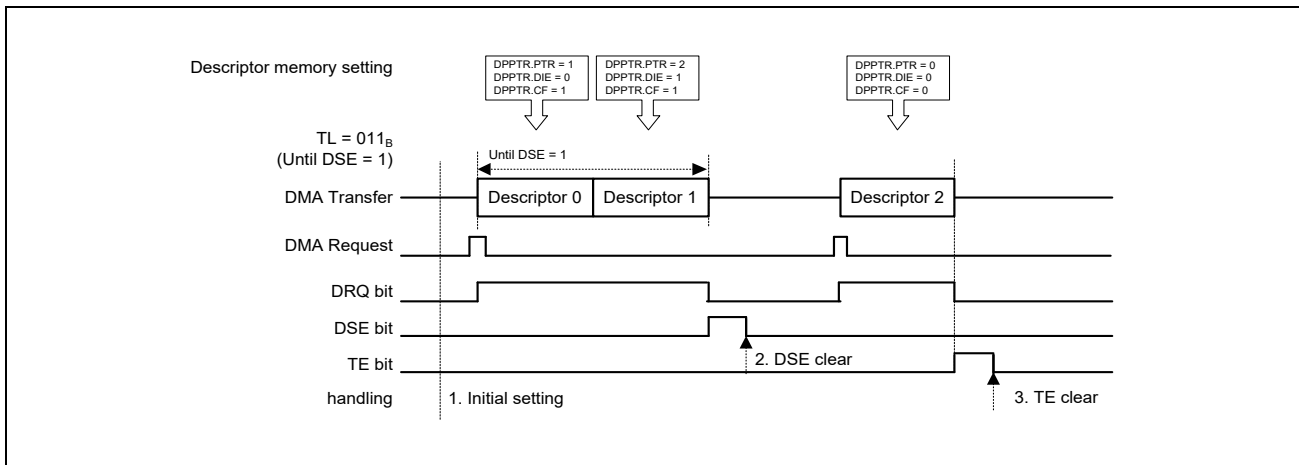 Descriptor memory setting
DPPTR.PTR = 1
DPPTR.DIE = 0
DPPTR.CF = 1
DPPTR.PTR = 2
DPPTR.DIE = 1
DPPTR.CF = 1
DPPTR.PTR = 0
DPPTR.DIE = 0
DPPTR.CF = 0
TL = 011B
(Until DSE = 1)
Until DSE = 1
DMA Transfer
Descriptor 0
Descriptor 1
Descriptor 2
DMA Request
DRQ bit
DSE bit
2. DSE clear
TE bit
handling
1. Initial setting
3. TE clear